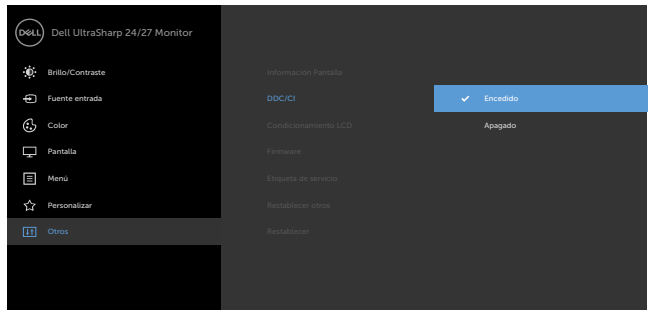 DELL
Dell UltraSharp 24/27 Monitor
Brillo/Contraste
Fuente entrada
Color
Pantalla
Menú
Personalizar
Otros
Información Pantalla
DDC/CI
Condicionamiento LCD
Firmware
Etiqueta de servicio
Restablecer otros
Restablecer
Encedido
Apagado